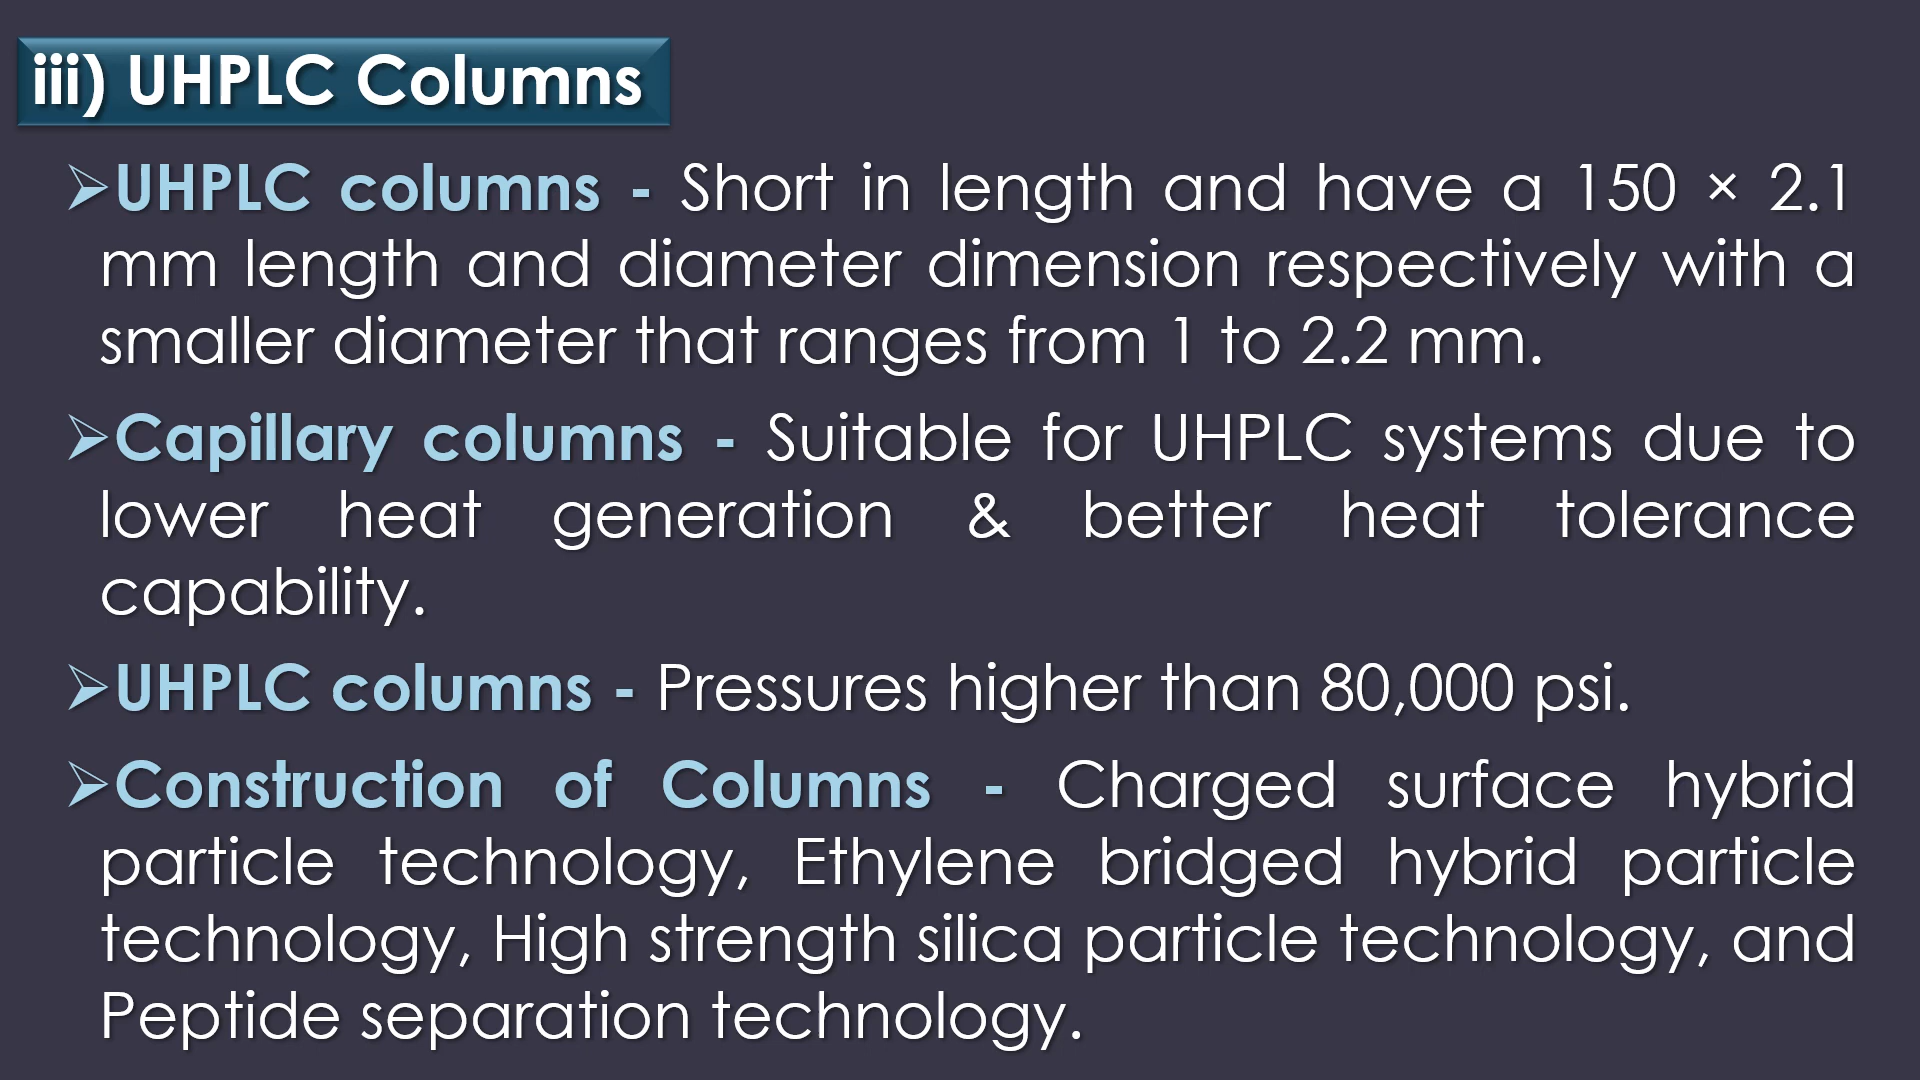 iii) UHPLC Columns
➢UHPLC columns - Short in length and have a 150 × 2.1
mm length and diameter dimension respectively with a
smaller diameter that ranges from 1 to 2.2 mm.
➢Capillary columns - Suitable for UHPLC systems due to
lower heat generation & better heat tolerance
capability.
➢UHPLC columns - Pressures higher than 80,000 psi.
➢Construction of Columns - Charged surface hybrid
particle technology, Ethylene bridged hybrid particle
technology, High strength silica particle technology, and
Peptide separation technology.